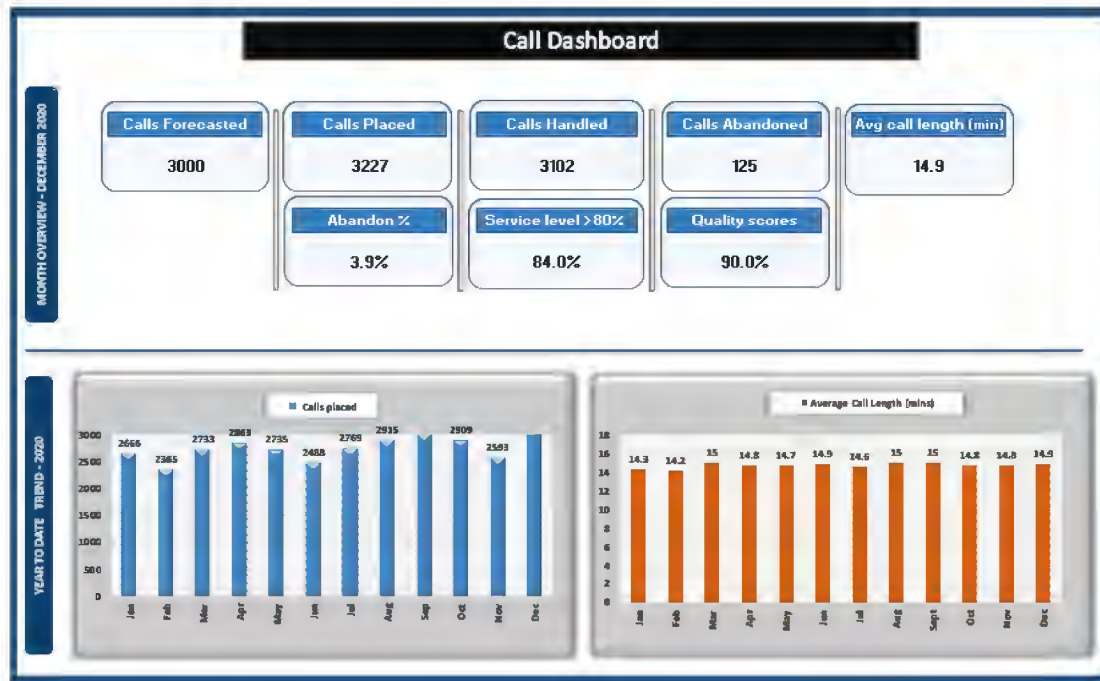 Call Dashboard
MONTH OVERVIEW - DECEMBER 2020
Calls Forecasted
3000
Calls Placed
3227
Calls Handled
3102
Calls Abandoned
125
Avg call length (min)
14.9
Abandon %
3.9%
Service level >80%
84.0%
Quality scores
90.0%
YEAR TO DATE TREND - 2020
Calls placed
3000
2500
2000
1500
1000
500
0
2666
2365
2733
2863
2735
2488
2769
2915
2909
2593
Jan
Feb
Mar
Apr
May
Jun
Jul
Aug
Sep
Oct
Nov
Dec
Average Call Length (mins)
18
16
14
12
10
8
6
4
2
0
14.3
14.2
15
14.8
14.7
14.9
14.6
15
15
14.8
14.8
14.9
Jan
Feb
Mar
Apr
May
Jun
Jul
Aug
Sept
Oct
Nov
Dec